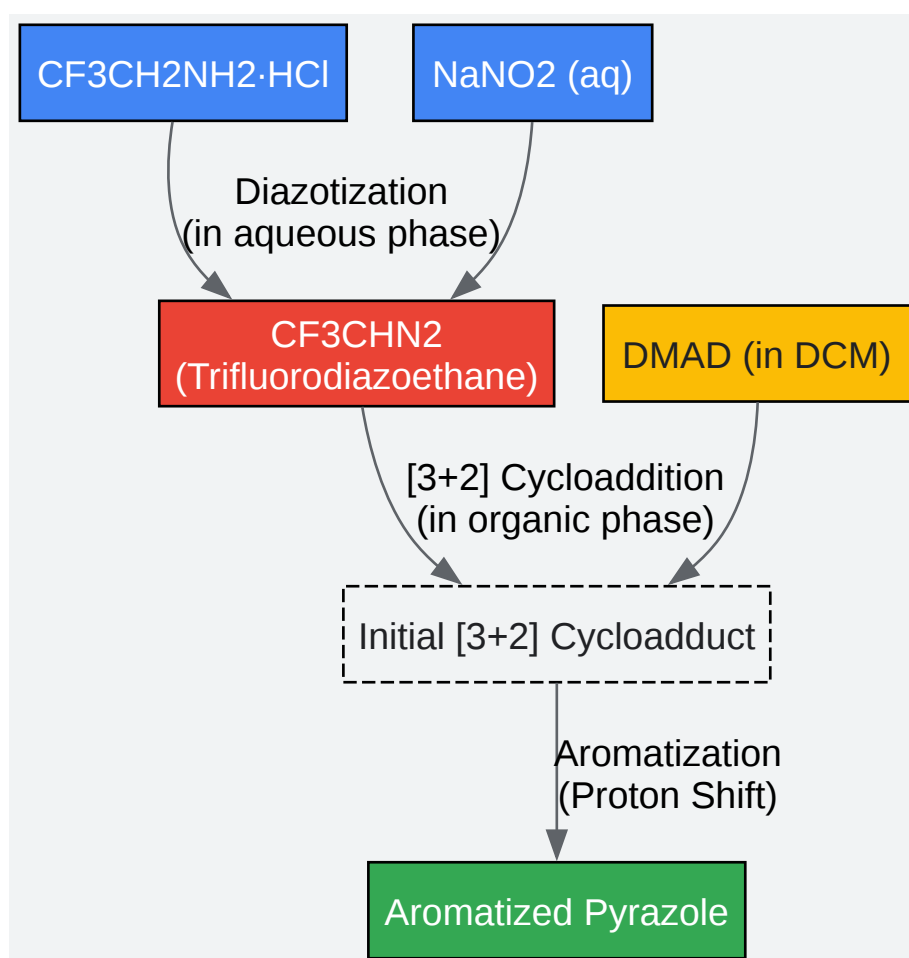 CF3CH2NH2·HCl
NaNO2 (aq)
Diazotization
(in aqueous phase)
CF3CHN2
(Trifluorodiazoethane)
DMAD (in DCM)
[3+2] Cycloaddition
(in organic phase)
Initial [3+2] Cycloadduct
Aromatization
(Proton Shift)
Aromatized Pyrazole